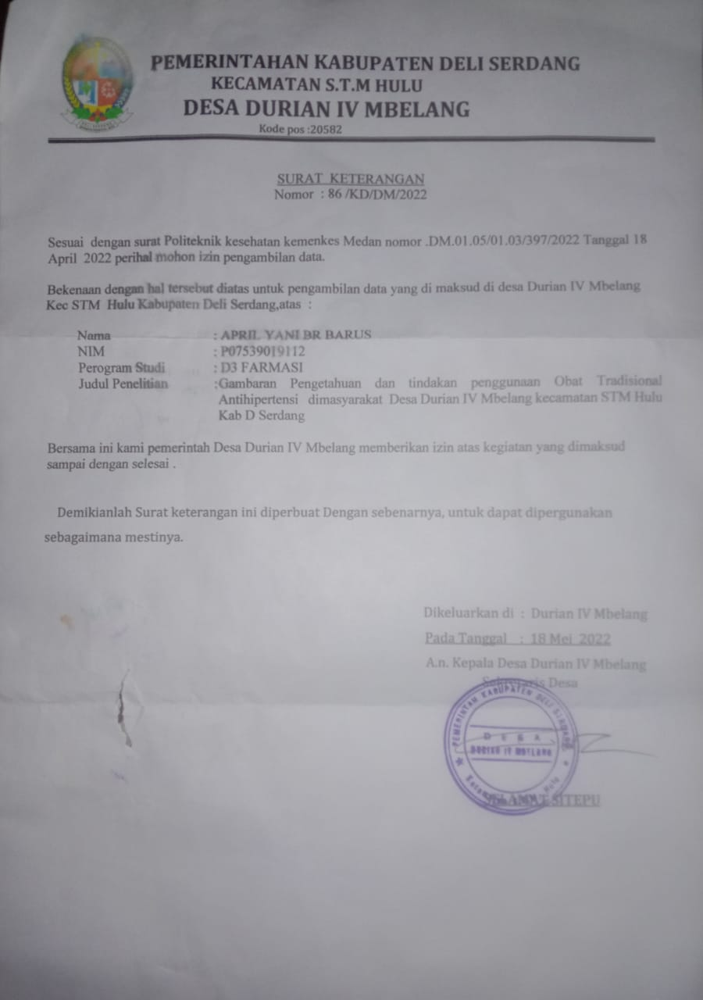 PEMERINTAHAN KABUPATEN DELI SERDANG
KECAMATAN S.T.M HULU
DESA DURIAN IV MBELANG
Kode pos :20582
SURAT KETERANGAN
Nomor : 86 /KD/DM/2022
Sesuai dengan surat Politeknik kesehatan kemenkes Medan nomor .DM.01.05/01.03/397/2022 Tanggal 18
April 2022 perihal mohon izin pengambilan data.
Bekenaan dengan hal tersebut diatas untuk pengambilan data yang di maksud di desa Durian IV Mbelang
Kec STM Hulu Kabupaten Deli Serdang,atas :
Nama : APRIL YANI BR BARUS
NIM : P07539019112
Perogram Studi : D3 FARMASI
Judul Penelitian :Gambaran Pengetahuan dan tindakan penggunaan Obat Tradisional
Antihipertensi dimasyarakat Desa Durian IV Mbelang kecamatan STM Hulu
Kab D Serdang
Bersama ini kami pemerintah Desa Durian IV Mbelang memberikan izin atas kegiatan yang dimaksud
sampai dengan selesai .
Demikianlah Surat keterangan ini diperbuat Dengan sebenarnya, untuk dapat dipergunakan
sebagaimana mestinya.
Dikeluarkan di : Durian IV Mbelang
Pada Tanggal : 18 Mei 2022
A.n. Kepala Desa Durian IV Mbelang
Sekretaris Desa
PEMERINTAH KABUPATEN DELI SERDANG
DESA
DURIAN IV MBELANG
Hulu
SELAMAT SITEPU